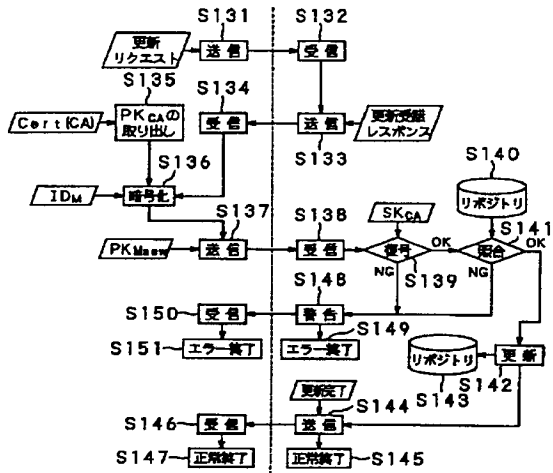 S131
S132
更新
リクエスト
送信
受信
S135
S134
PKCAの
取り出し
Cert(CA)
受信
送信
更新受諾
レスポンス
S133
S136
S140
IDM
暗号化
リポジトリ
S137
S138
SKCA
S141
PKMnew
送信
受信
復号
OK
照合
OK
S139
NG
NG
S148
S150
受信
警告
S149
S151
エラー終了
エラー終了
リポジトリ
更新
S142
S143
更新完了
S144
S146
受信
送信
S147
正常終了
正常終了
S145